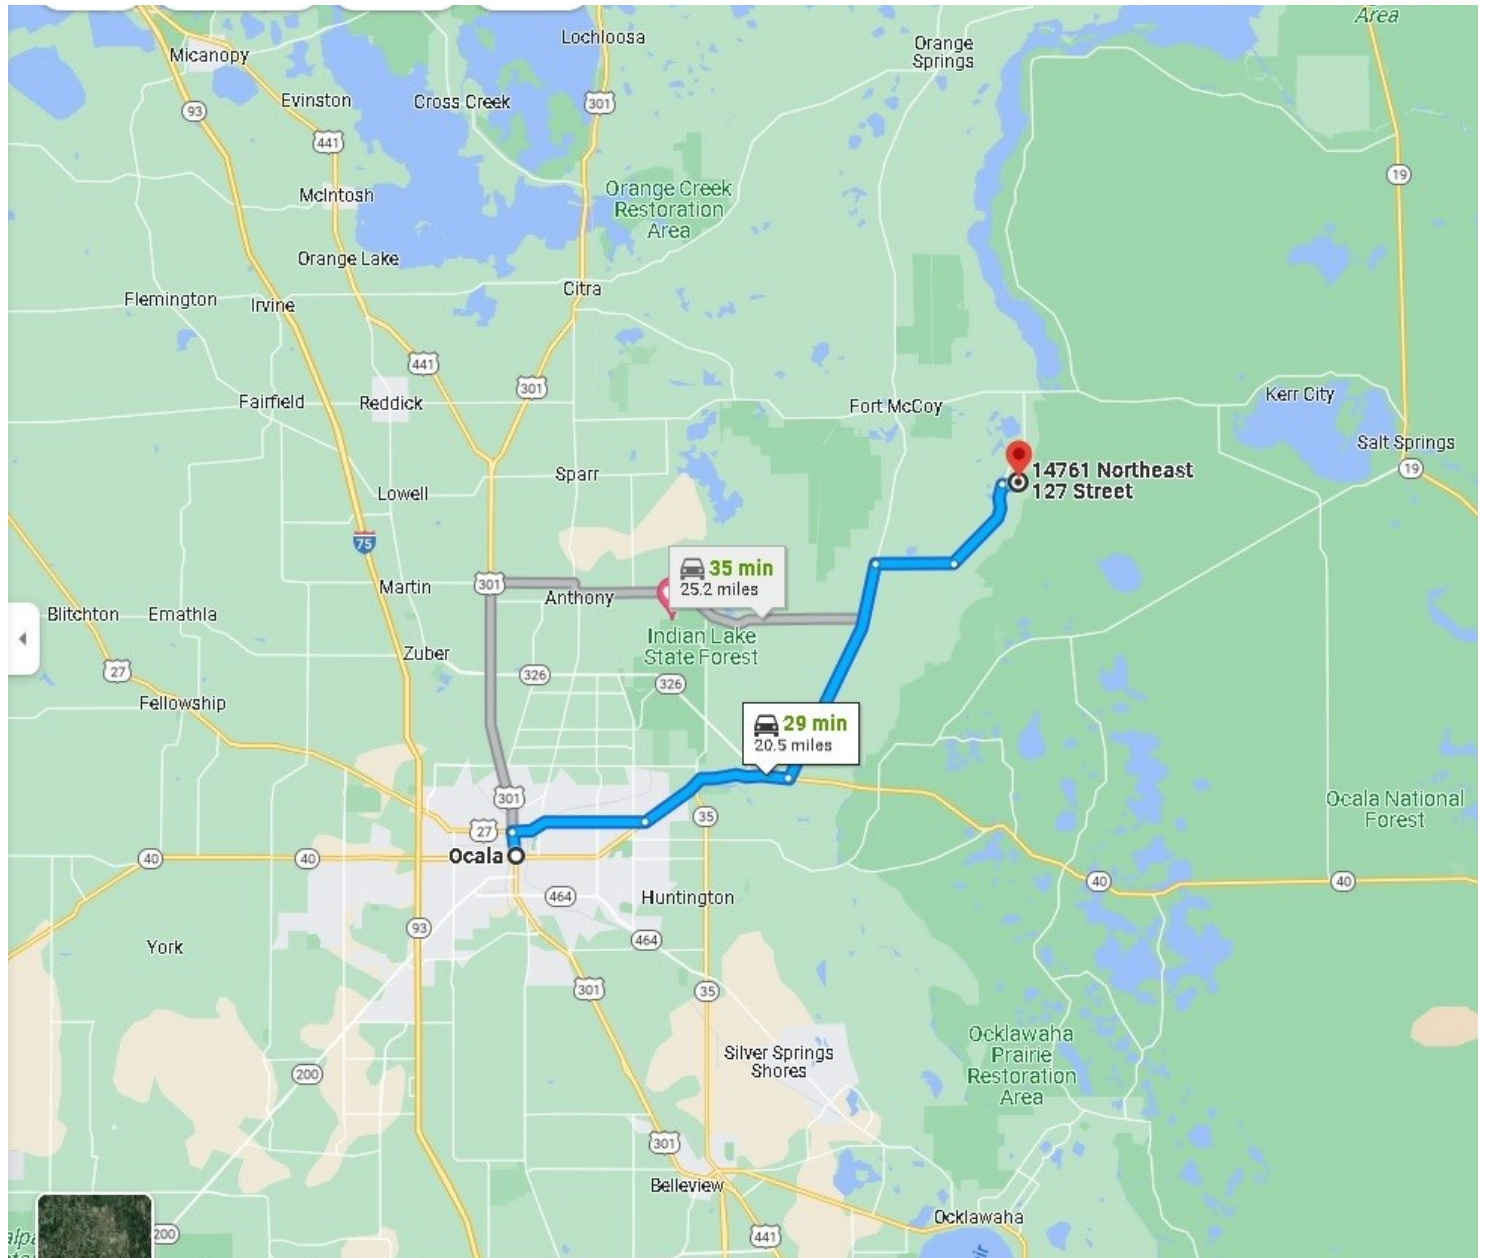 Area
Lochloosa
Orange
Springs
Micanopy
Evinston
Cross Creek
301
93
441
19
McIntosh
Orange Creek
Restoration
Area
Orange Lake
Citra
Flemington
Irvine
441
301
Kerr City
Fairfield
Reddick
Fort McCoy
Salt Springs
19
14761 Northeast
127 Street
Sparr
Lowell
75
35 min
25.2 miles
301
Martin
Anthony
Blitchton
Emathla
Indian Lake
State Forest
Zuber
27
326
326
Fellowship
29 min
20.5 miles
301
Ocala National
Forest
35
27
Ocala
40
40
40
40
464
Huntington
93
464
York
301
35
Ocklawaha
Prairie
Restoration
Area
Silver Springs
Shores
200
301
Belleview
Ocklawaha
441
200